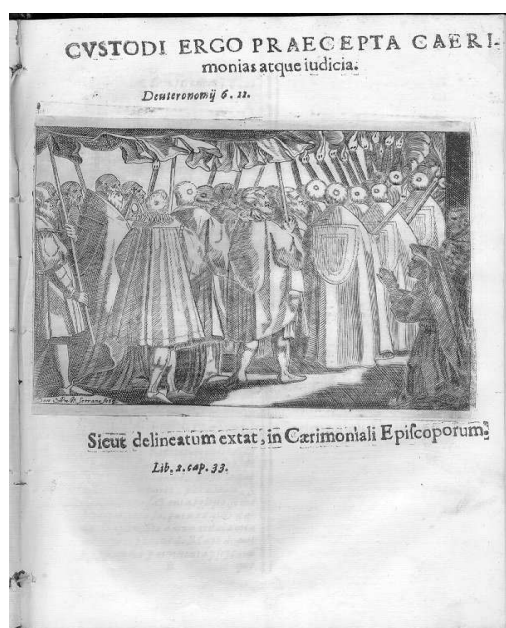 CVSTODI ERGO PRAECEPTA CAERI-
monias atque iudicia.
Deuteronomij 6. 11.
Sicut delineatum extat, in Cærimoniali Epiſcoporum.
Lib. 2. cap. 33.